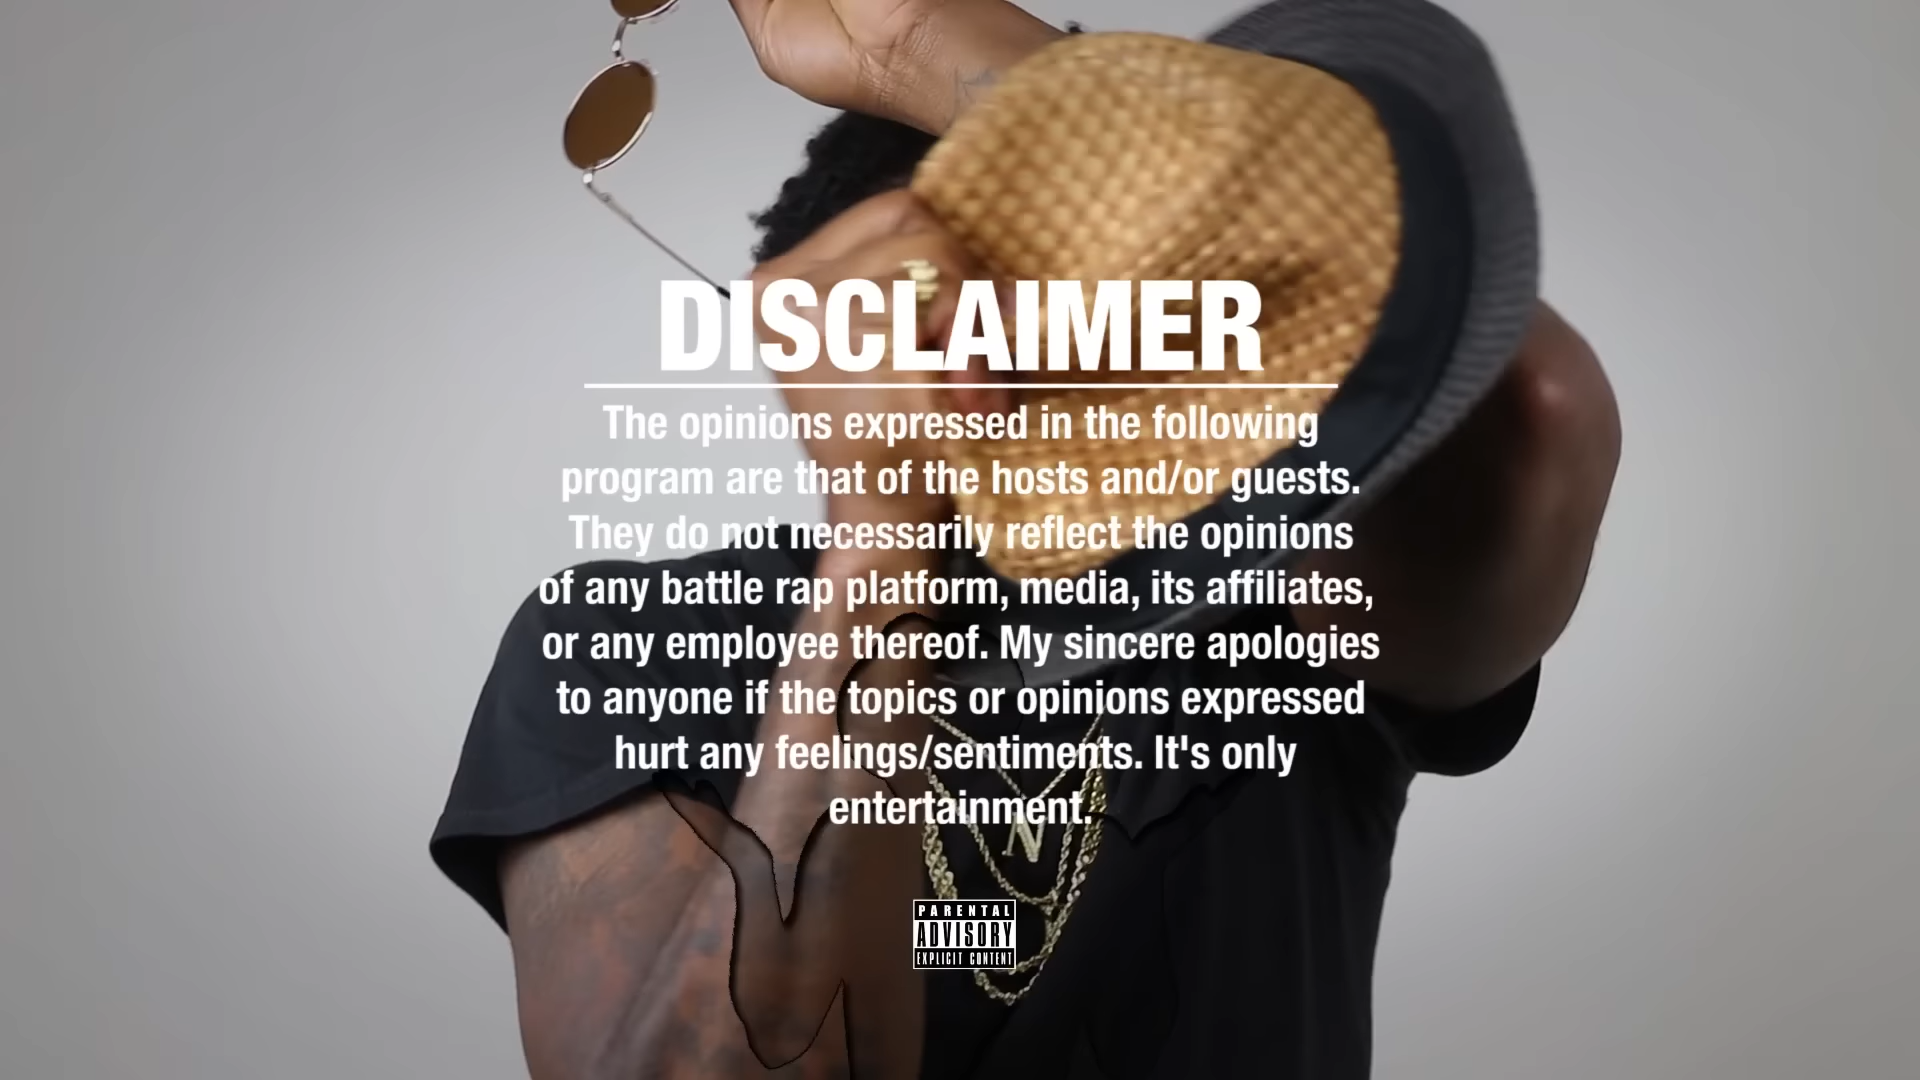 DISCLAIMER
The opinions expressed in the following
program are that of the hosts and/or guests.
They do not necessarily reflect the opinions
of any battle rap platform, media, its affiliates,
or any employee thereof. My sincere apologies
to anyone if the topics or opinions expressed
hurt any feelings/sentiments. It's only
entertainment.
N
PARENTAL
ADVISORY
EXPLICIT CONTENT